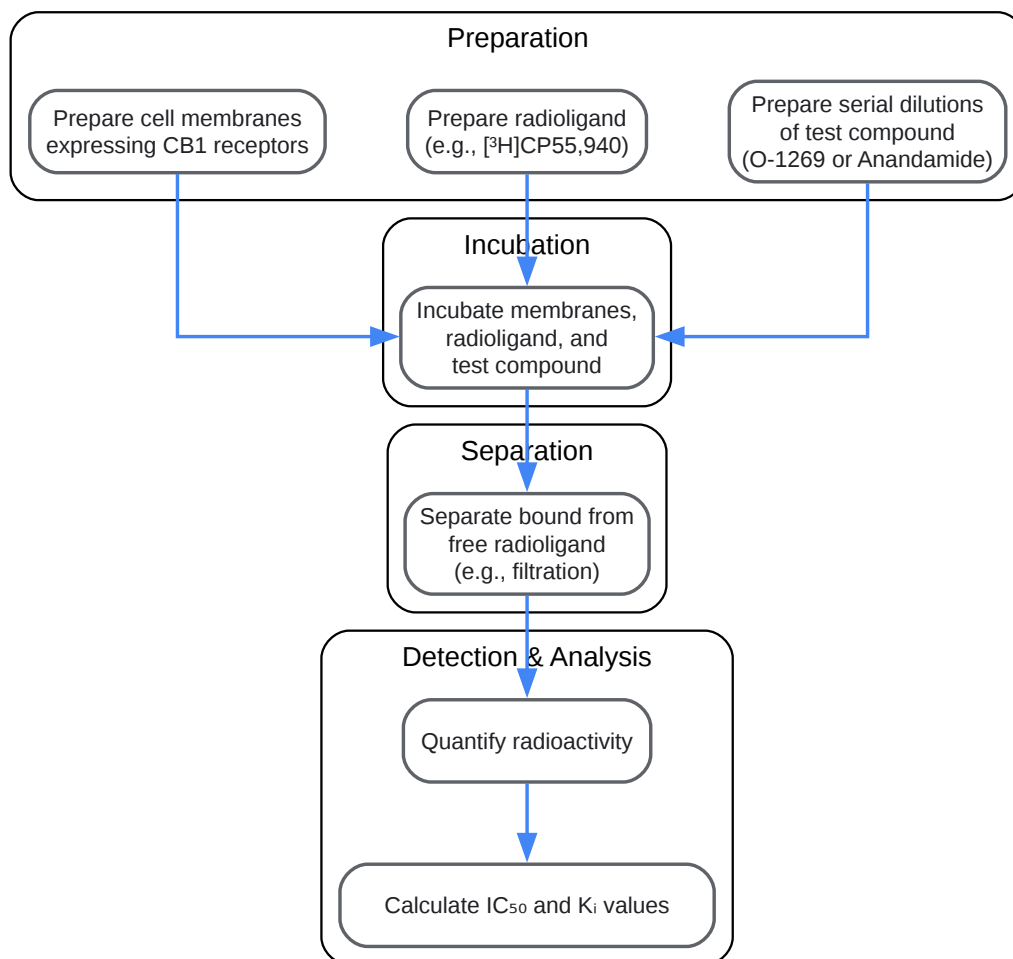 Preparation
Prepare cell membranes
expressing CB1 receptors
Prepare radioligand
(e.g., [³H]CP55,940)
Prepare serial dilutions
of test compound
(O-1269 or Anandamide)
Incubation
Incubate membranes,
radioligand, and
test compound
Separation
Separate bound from
free radioligand
(e.g., filtration)
Detection & Analysis
Quantify radioactivity
Calculate IC₅₀ and Kᵢ values